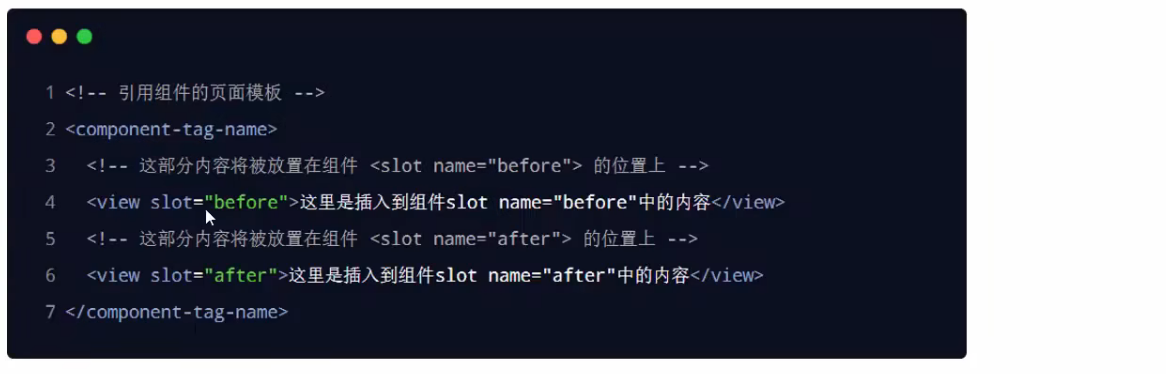 1 <!-- 引用组件的页面模板 -->
2 <component-tag-name>
3   <!-- 这部分内容将被放置在组件 <slot name="before"> 的位置上 -->
4   <view slot="before">这里是插入到组件slot name="before"中的内容</view>
5   <!-- 这部分内容将被放置在组件 <slot name="after"> 的位置上 -->
6   <view slot="after">这里是插入到组件slot name="after"中的内容</view>
7 </component-tag-name>